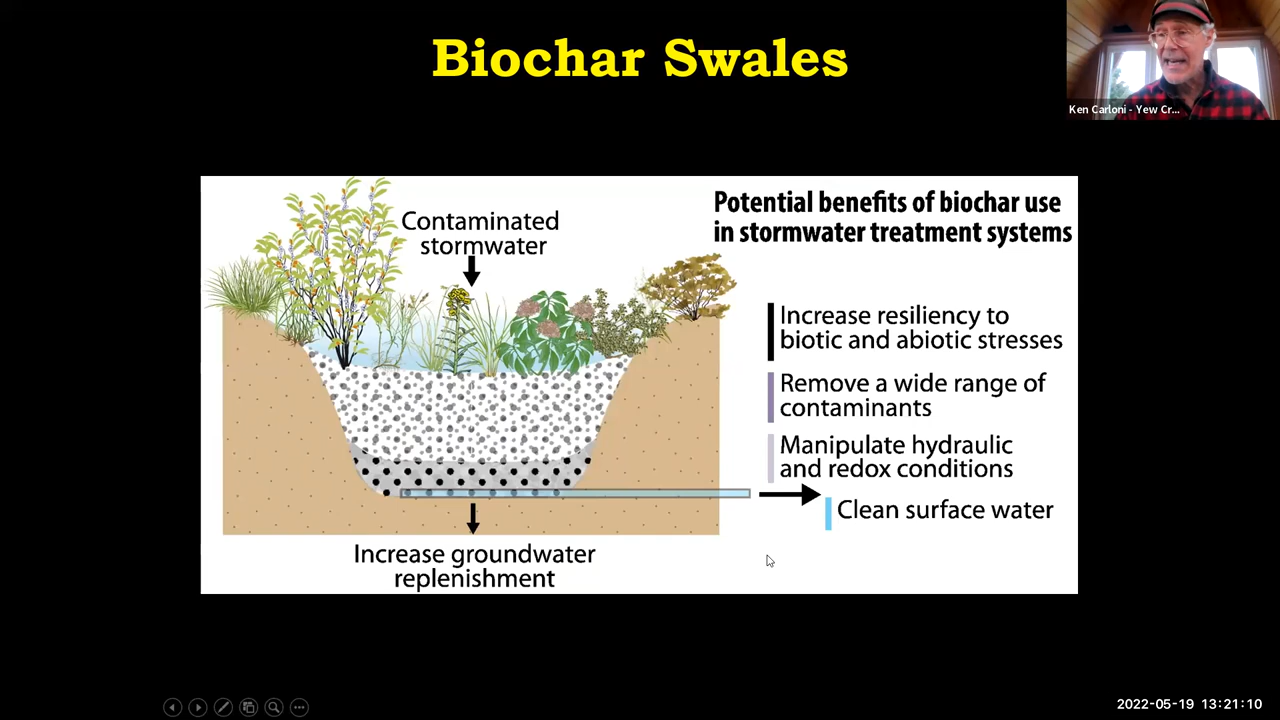 Biochar Swales
Ken Carloni - Yew Cr...
Contaminated
stormwater
Potential benefits of biochar use
in stormwater treatment systems
Increase resiliency to
biotic and abiotic stresses
Remove a wide range of
contaminants
Manipulate hydraulic
and redox conditions
Clean surface water
Increase groundwater
replenishment
2022-05-19 13:21:10